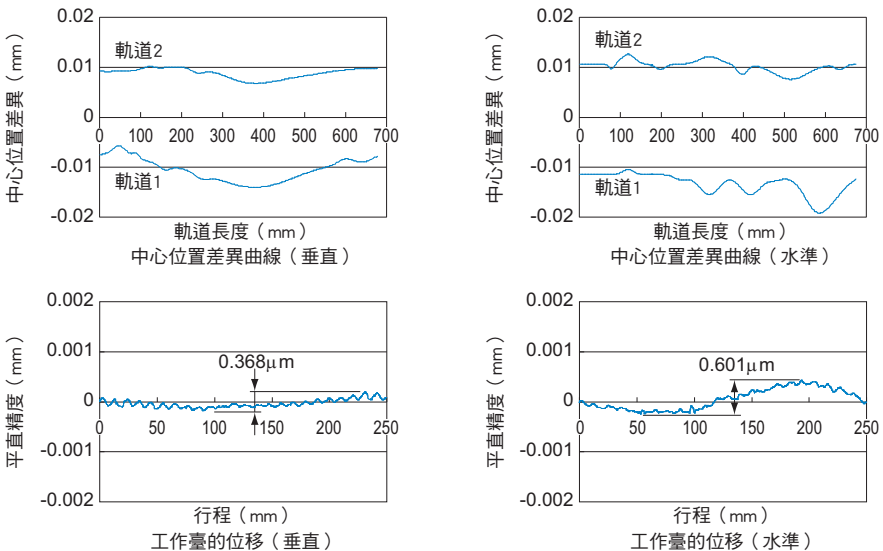 中心位置差異（mm）
0.02
0.01
0
-0.01
-0.02
軌道2
0 100 200 300 400 500 600 700
軌道1
軌道長度（mm）
中心位置差異曲線（垂直）
中心位置差異（mm）
0.02
0.01
0
-0.01
-0.02
軌道2
0 100 200 300 400 500 600 700
軌道1
軌道長度（mm）
中心位置差異曲線（水準）
平直精度（mm）
0.002
0.001
0
-0.001
-0.002
0.368μm
0 50 100 150 200 250
行程（mm）
工作臺的位移（垂直）
平直精度（mm）
0.002
0.001
0
-0.001
-0.002
0.601μm
0 50 100 150 200 250
行程（mm）
工作臺的位移（水準）